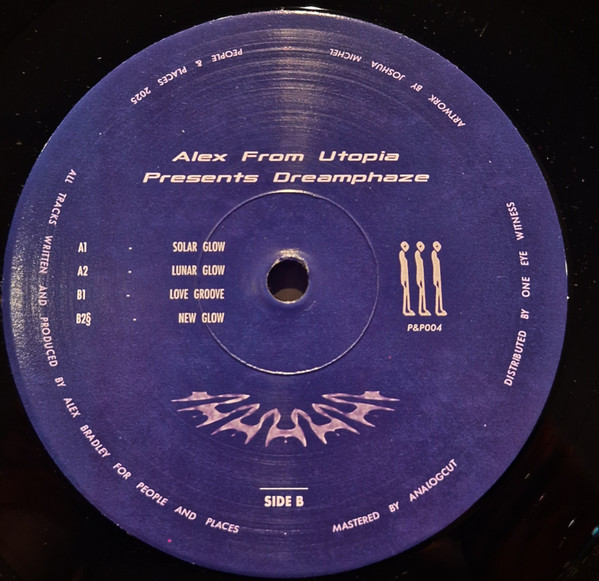 PEOPLE & PLACES 2025
ARTWORK BY JOSHUA MICHEL
Alex From Utopia
Presents Dreamphaze
A1 - SOLAR GLOW
A2 - LUNAR GLOW
B1 - LOVE GROOVE
B2§ - NEW GLOW
P&P004
SIDE B
ALL TRACKS WRITTEN AND PRODUCED BY ALEX BRADLEY FOR PEOPLE AND PLACES
MASTERED BY ANALOGCUT
DISTRIBUTED BY ONE EYE WITNESS